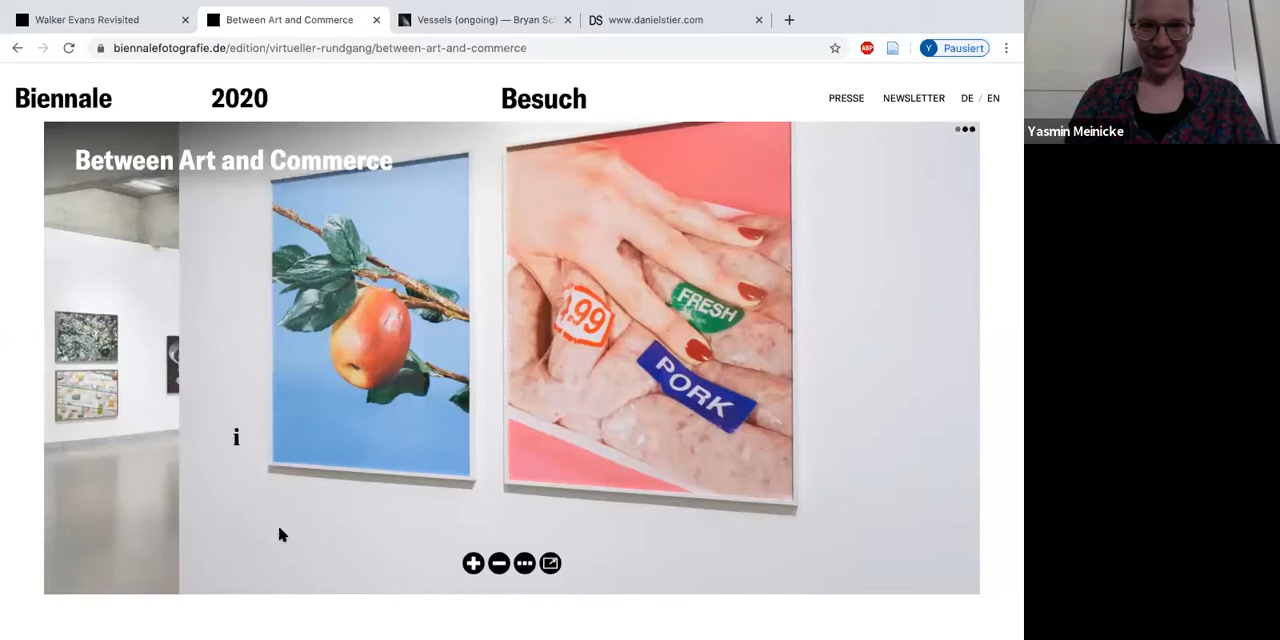 Walker Evans Revisited
Between Art and Commerce
Vessels (ongoing) — Bryan Sc
DS www.danielstier.com
biennalefotografie.de/edition/virtueller-rundgang/between-art-and-commerce
ABP
Y Pausiert
Biennale 2020 Besuch PRESSE NEWSLETTER DE / EN
Between Art and Commerce
.99
FRESH
PORK
i
Yasmin Meinicke